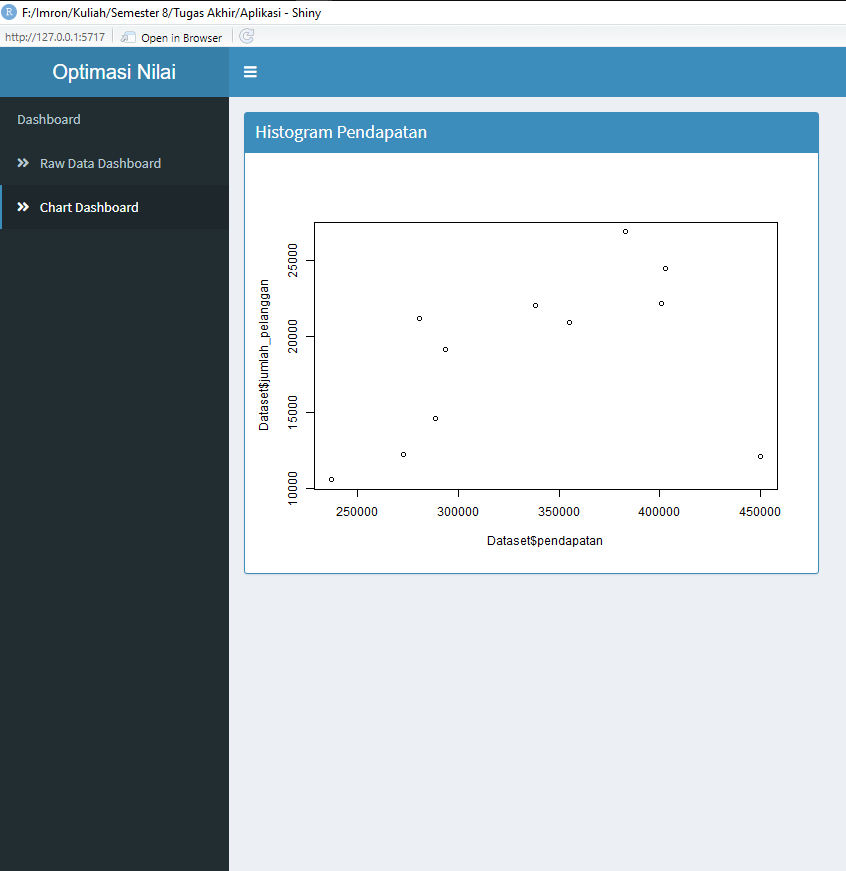 F:/Imron/Kuliah/Semester 8/Tugas Akhir/Aplikasi - Shiny
http://127.0.0.1:5717 Open in Browser
Optimasi Nilai
Dashboard
Raw Data Dashboard
Chart Dashboard
Histogram Pendapatan
Dataset$jumlah_pelanggan
25000
20000
15000
10000
250000 300000 350000 400000 450000
Dataset$pendapatan